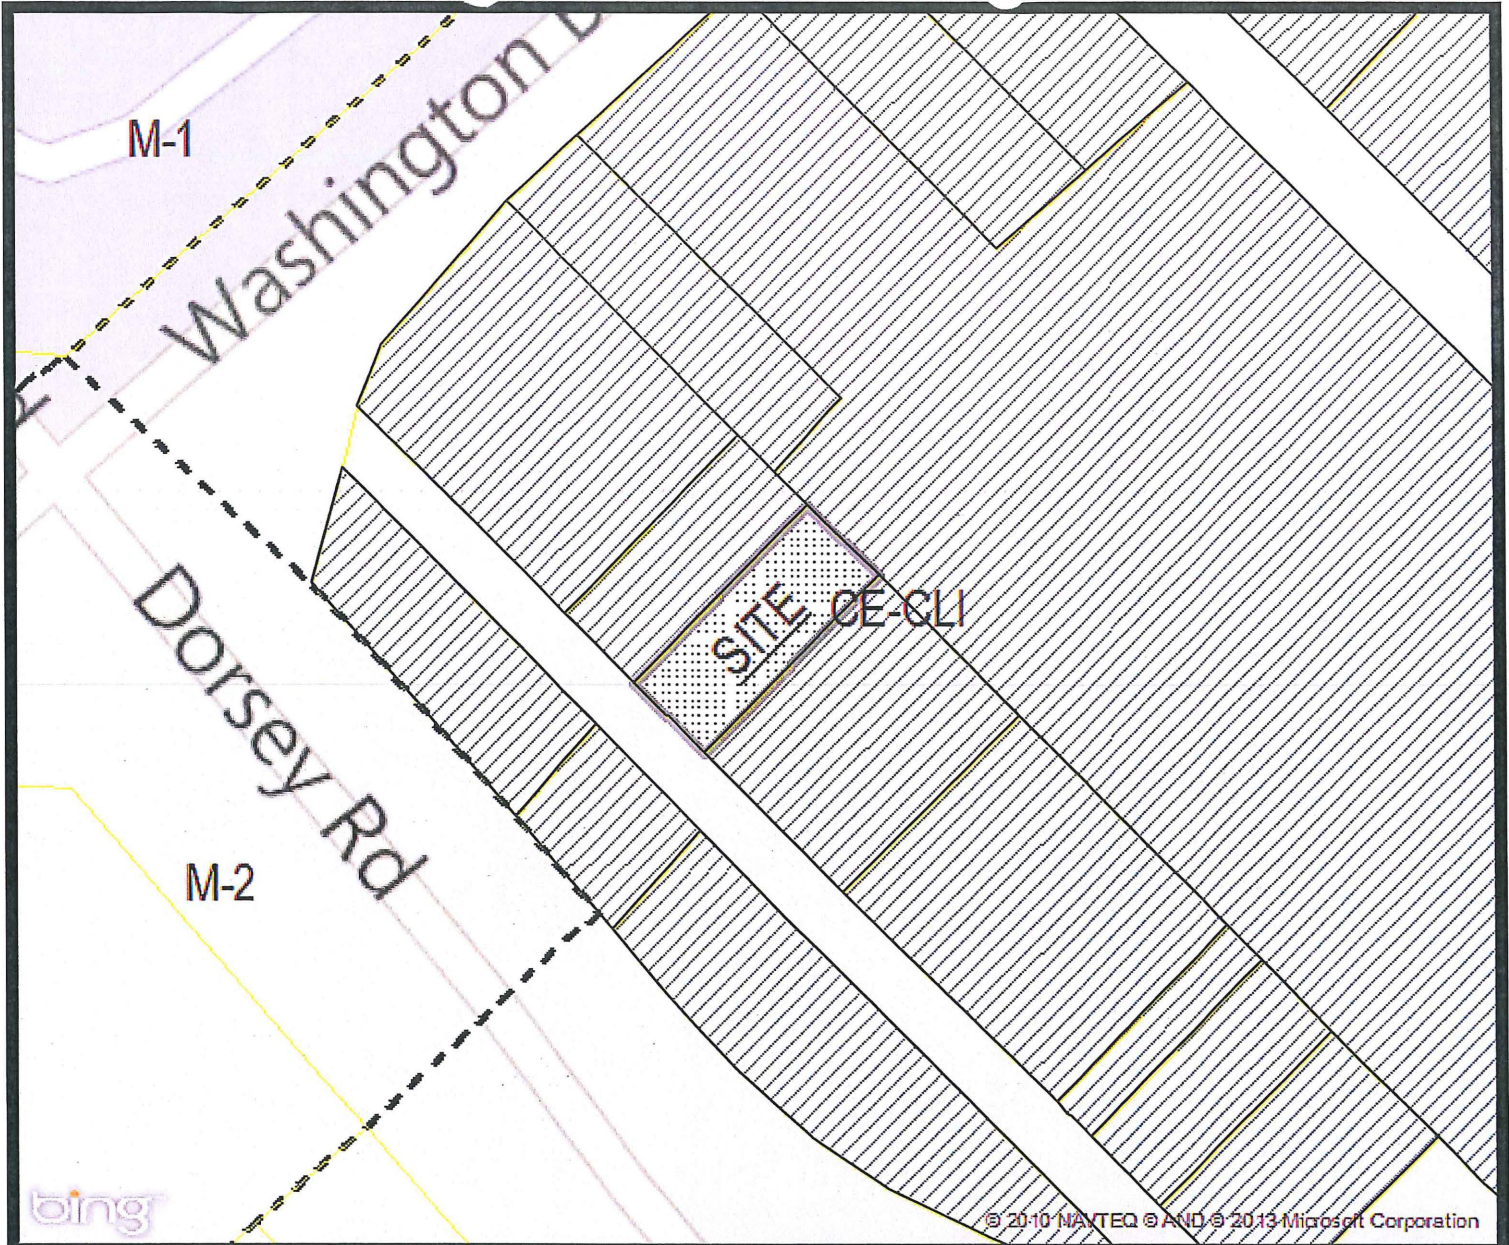 M-1
Washington
Dorsey Rd
SITE
CE-CLI
M-2
bing
© 2010 NAVTEQ © AND © 2013 Microsoft Corporation